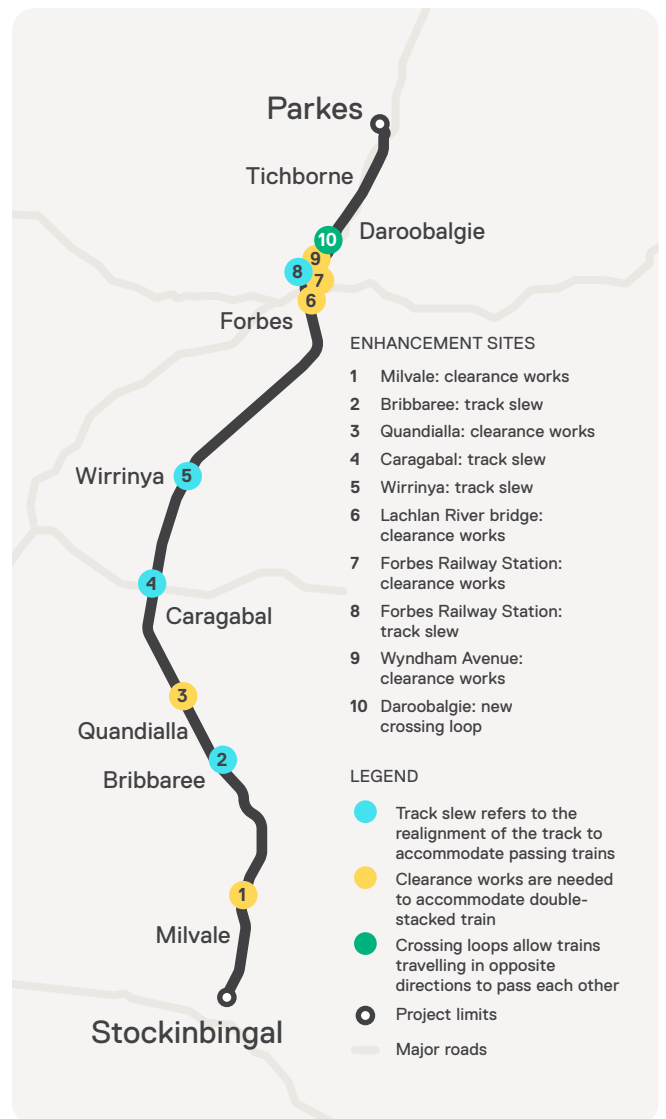 Parkes
Tichborne
Daroobalgie
10
9
8
7
6
Forbes
ENHANCEMENT SITES
1 Milvale: clearance works
2 Bribbaree: track slew
3 Quandialla: clearance works
4 Caragabal: track slew
5 Wirrinya: track slew
6 Lachlan River bridge:
clearance works
7 Forbes Railway Station:
clearance works
8 Forbes Railway Station:
track slew
9 Wyndham Avenue:
clearance works
10 Daroobalgie: new
crossing loop
Wirrinya
5
4
Caragabal
3
Quandialla
2
Bribbaree
1
Milvale
Stockinbingal
LEGEND
Track slew refers to the
realignment of the track to
accommodate passing trains
Clearance works are needed
to accommodate double-
stacked train
Crossing loops allow trains
travelling in opposite
directions to pass each other
Project limits
Major roads